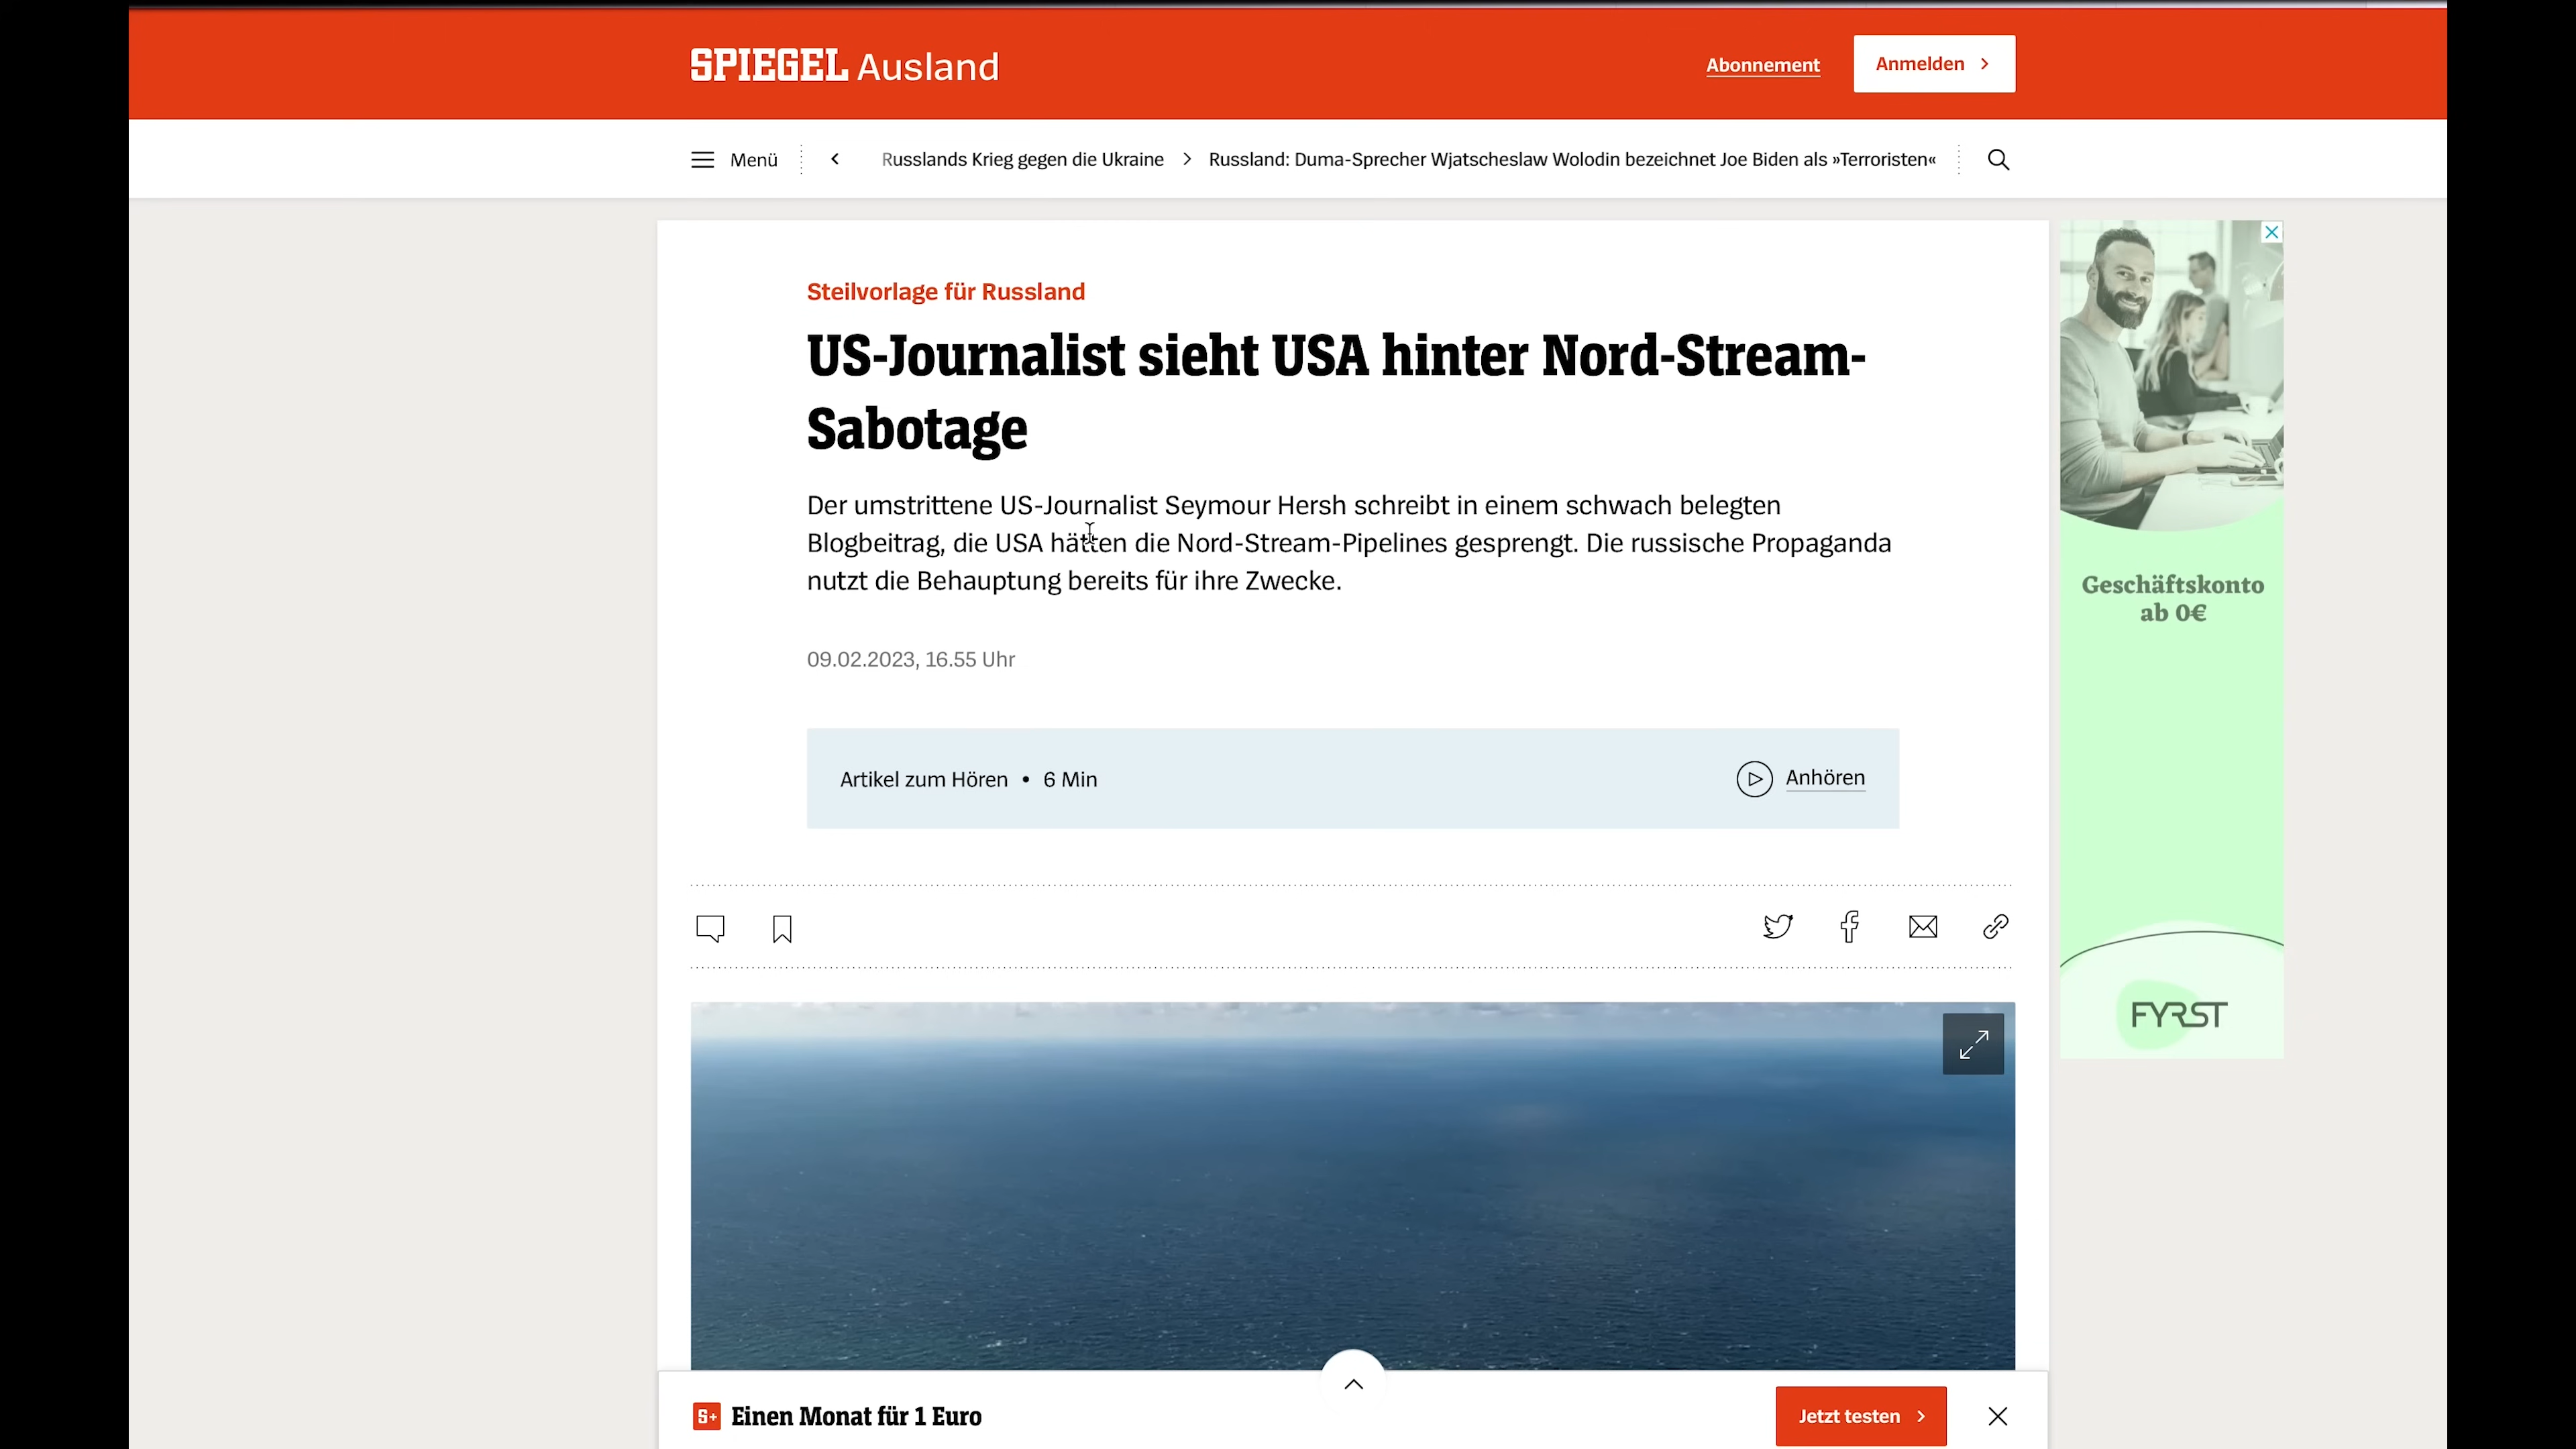 SPIEGEL Ausland
Abonnement
Anmelden
Menü
Russlands Krieg gegen die Ukraine
Russland: Duma-Sprecher Wjatscheslaw Wolodin bezeichnet Joe Biden als »Terroristen«
Steilvorlage für Russland
US-Journalist sieht USA hinter Nord-Stream-
Sabotage
Der umstrittene US-Journalist Seymour Hersh schreibt in einem schwach belegten
Blogbeitrag, die USA hätten die Nord-Stream-Pipelines gesprengt. Die russische Propaganda
nutzt die Behauptung bereits für ihre Zwecke.
09.02.2023, 16.55 Uhr
Artikel zum Hören • 6 Min
Anhören
Geschäftskonto
ab 0€
FYRST
S+ Einen Monat für 1 Euro
Jetzt testen